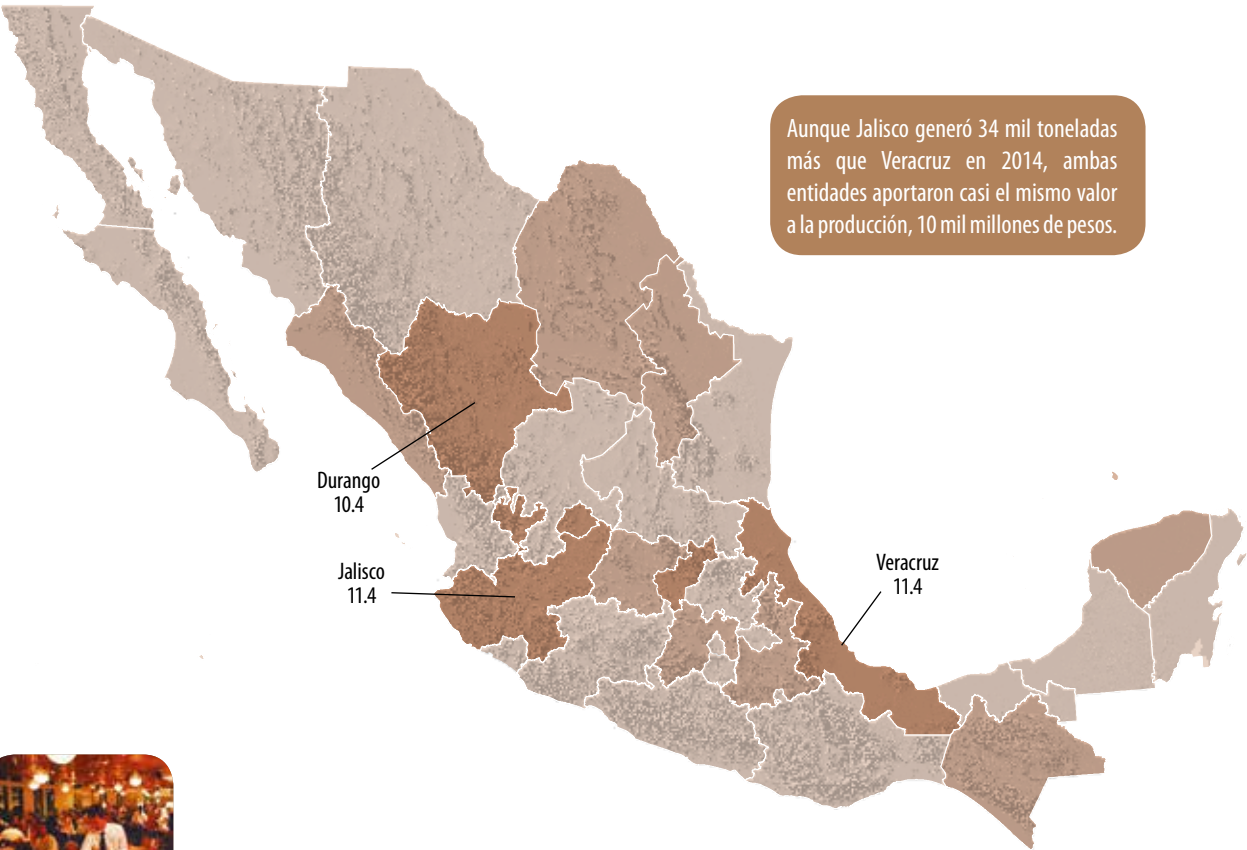 Aunque Jalisco generó 34 mil toneladas
más que Veracruz en 2014, ambas
entidades aportaron casi el mismo valor
a la producción, 10 mil millones de pesos.
Durango
10.4
Jalisco
11.4
Veracruz
11.4